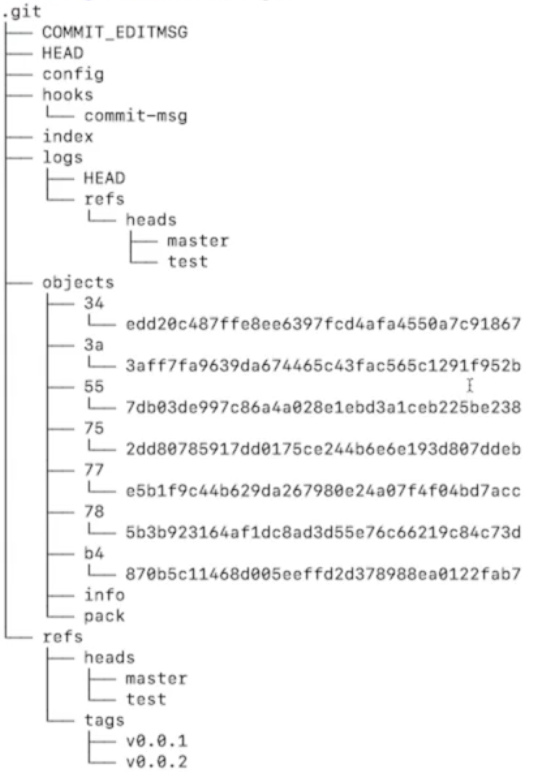 .git
├── COMMIT_EDITMSG
├── HEAD
├── config
├── hooks
│   └── commit-msg
├── index
├── logs
│   ├── HEAD
│   └── refs
│       └── heads
│           ├── master
│           └── test
├── objects
│   ├── 34
│   │   └── edd20c487ffe8ee6397fcd4afa4550a7c91867
│   ├── 3a
│   │   └── 3aff7fa9639da674465c43fac565c1291f952b
│   ├── 55
│   │   └── 7db03de997c86a4a028e1ebd3a1ceb225be238
│   ├── 75
│   │   └── 2dd80785917dd0175ce244b6e6e193d807ddeb
│   ├── 77
│   │   └── e5b1f9c44b629da267980e24a07f4f04bd7acc
│   ├── 78
│   │   └── 5b3b923164af1dc8ad3d55e76c66219c84c73d
│   ├── b4
│   │   └── 870b5c11468d005eeffd2d378988ea0122fab7
│   ├── info
│   └── pack
└── refs
    ├── heads
    │   ├── master
    │   └── test
    └── tags
        ├── v0.0.1
        └── v0.0.2